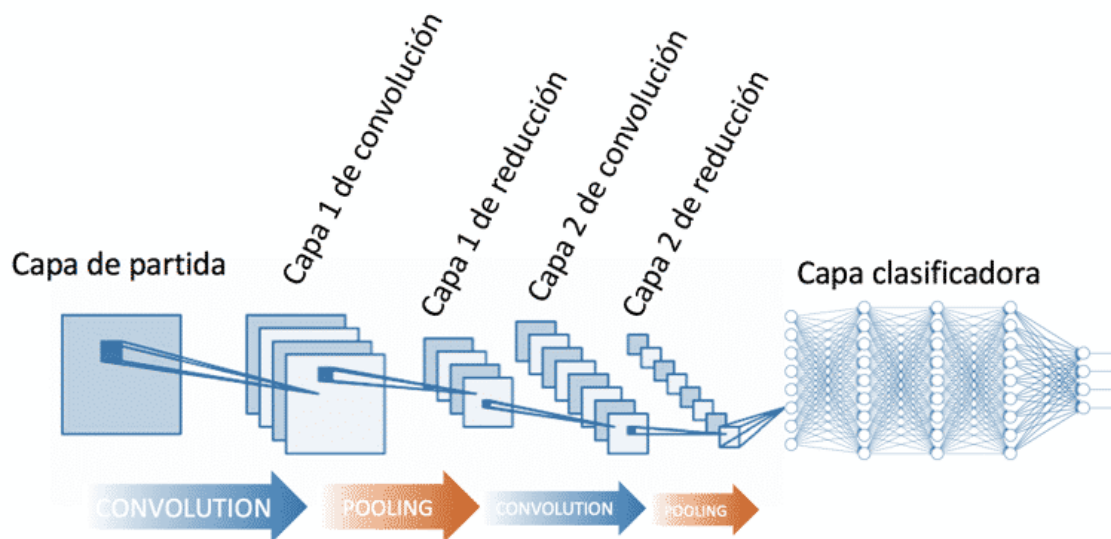 Capa de partida
Capa 1 de convolución
Capa 1 de reducción
Capa 2 de convolución
Capa 2 de reducción
Capa clasificadora
CONVOLUTION
POOLING
CONVOLUTION
POOLING